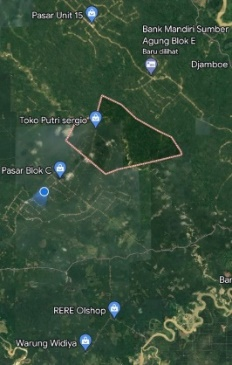 Pasar Unit 15
Bank Mandiri Sumber
Agung Blok E
Baru dilihat
Djamboe
Toko Putri sergio
Pasar Blok C
Bar
RERE Olshop
Warung Widiya